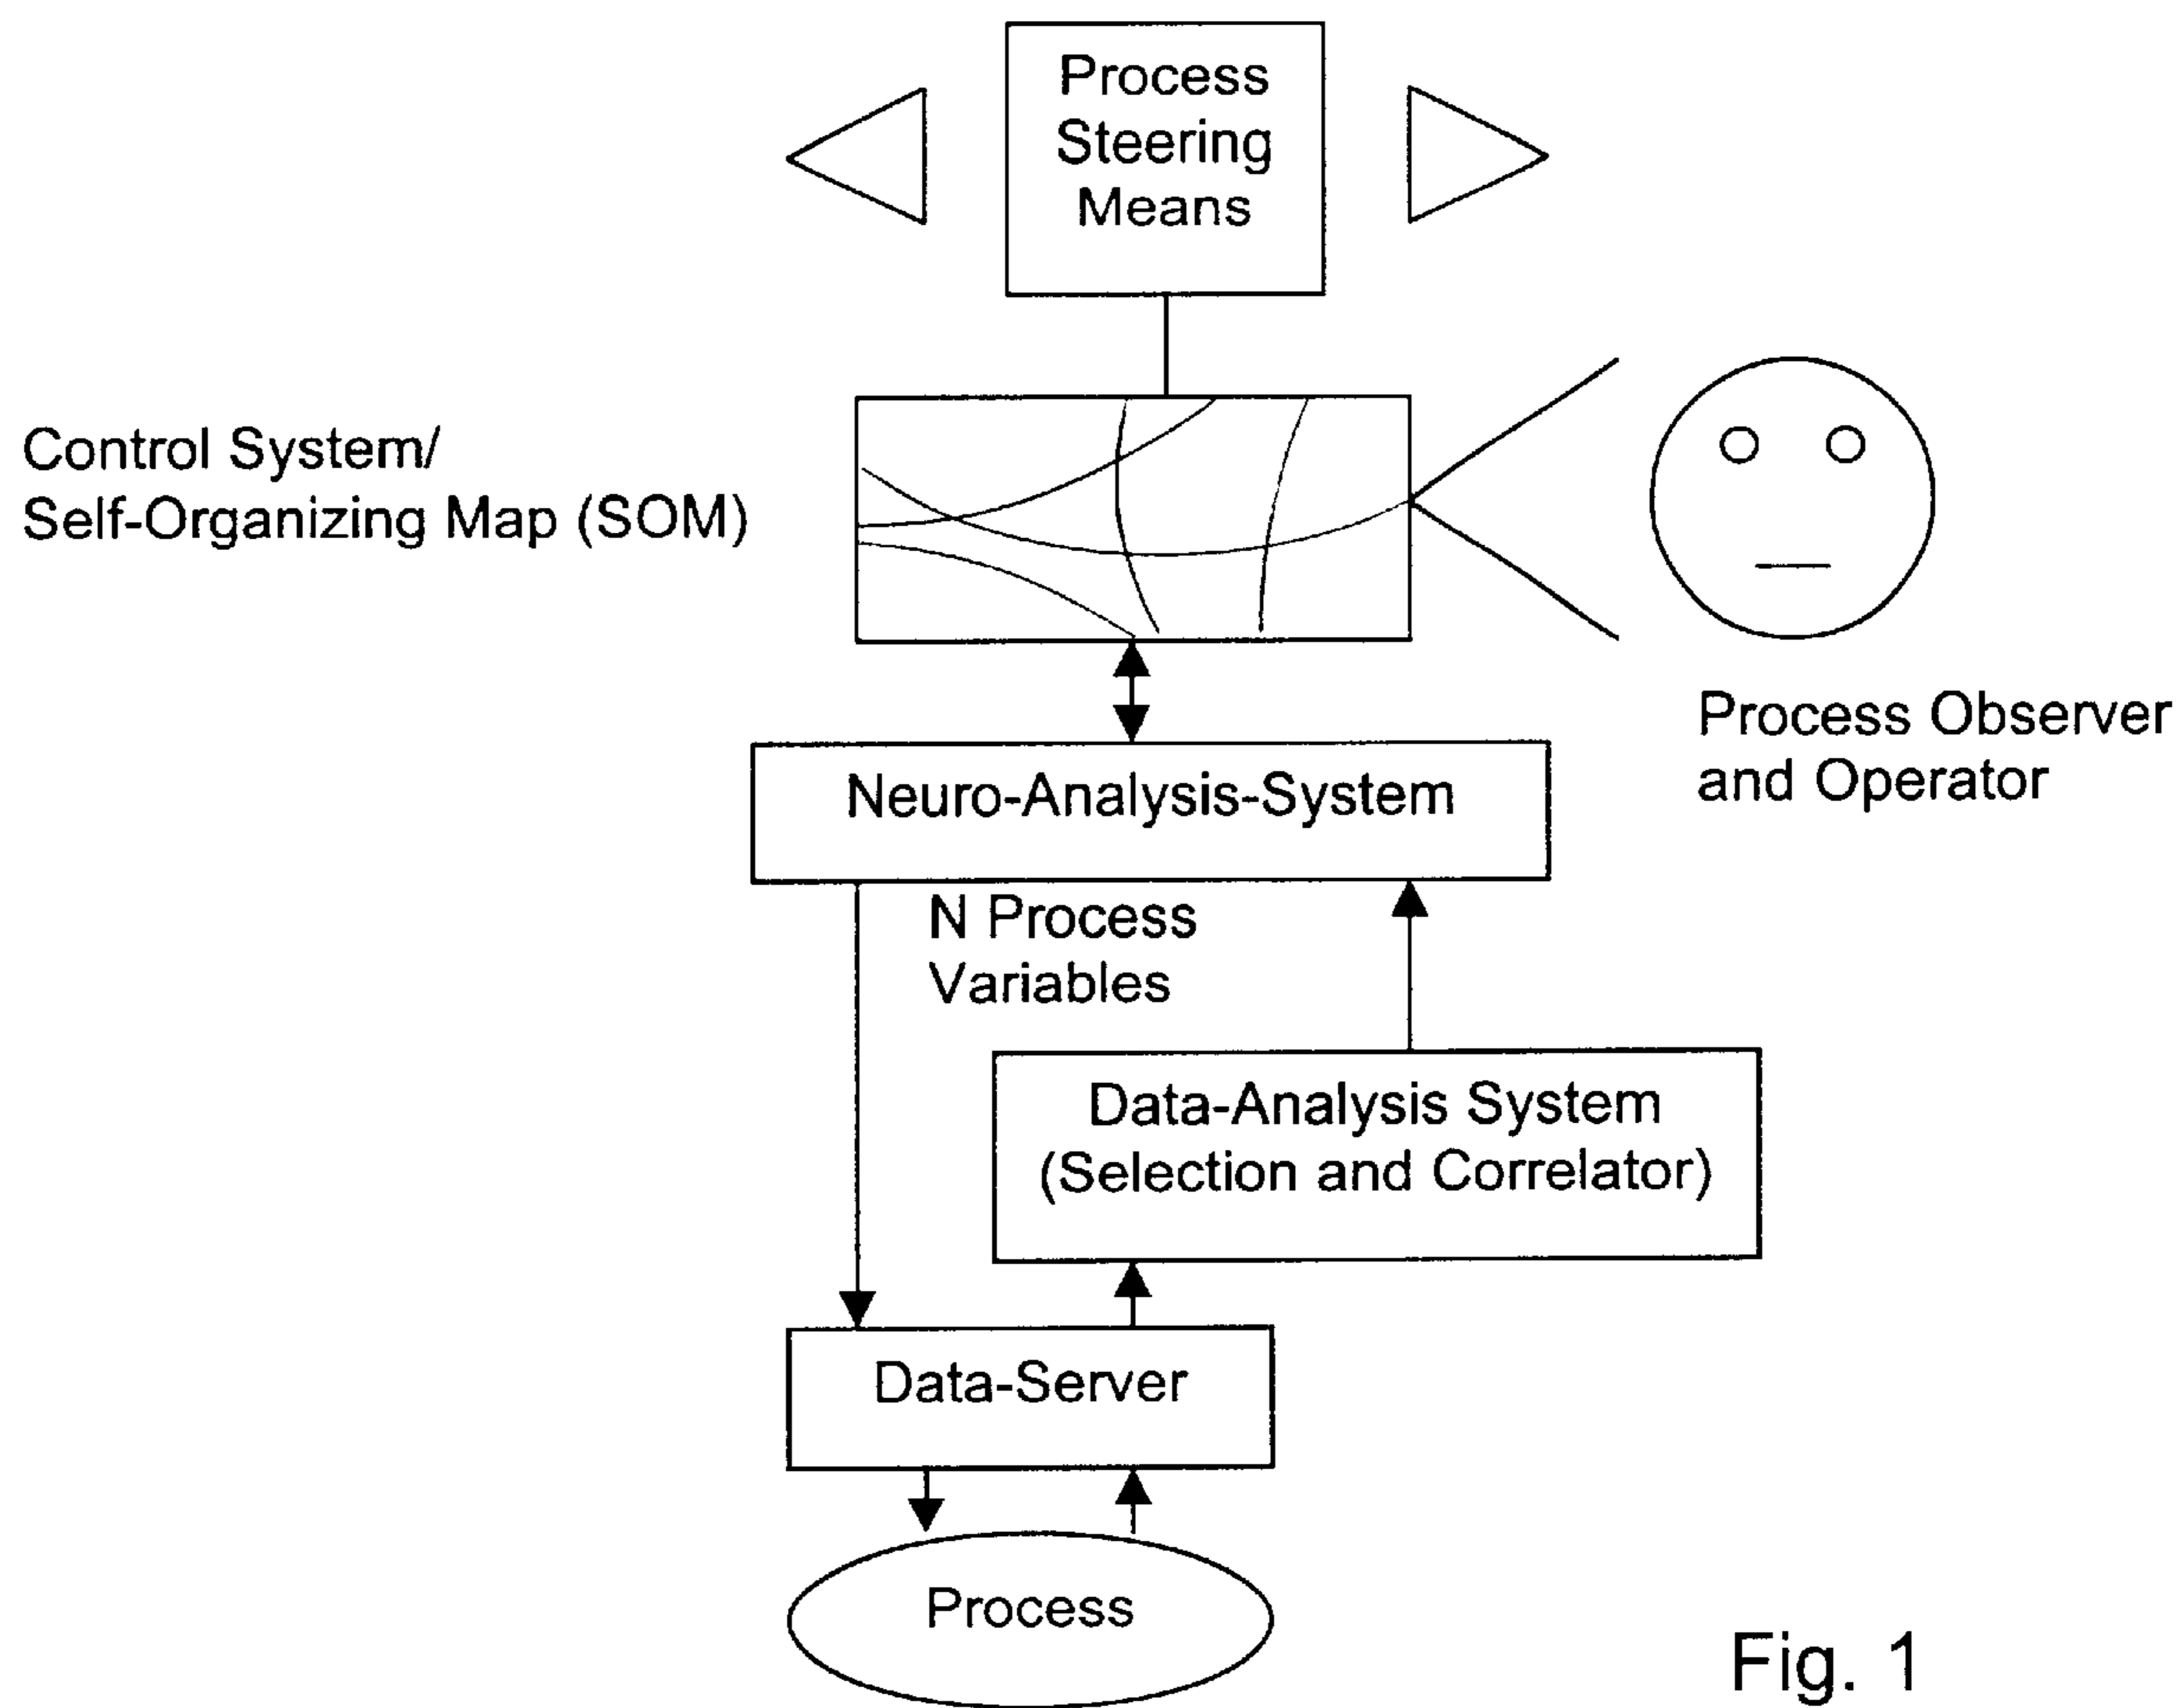 Process
Steering
Means
Control System/
Self-Organizing Map (SOM)
Process Observer
and Operator
Neuro-Analysis-System
N Process
Variables
Data-Analysis System
(Selection and Correlator)
Data-Server
Process
Fig. 1